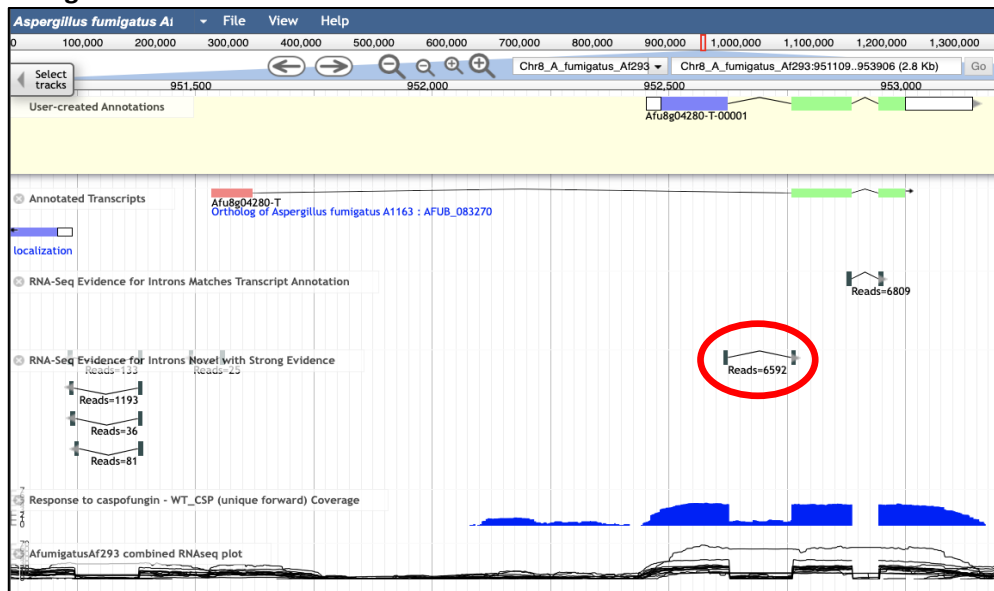 Aspergillus fumigatus A1 File View Help
0 100,000 200,000 300,000 400,000 500,000 600,000 700,000 800,000 900,000 1,000,000 1,100,000 1,200,000 1,300,000
Chr8_A_fumigatus_Af293 Chr8_A_fumigatus_Af293:951109..953906 (2.8 Kb) Go
Select
tracks
951,500 952,000 952,500 953,000
User-created Annotations
Afu8g04280-T-00001
Annotated Transcripts
Afu8g04280-T
Ortholog of Aspergillus fumigatus A1163 : AFUB_083270
localization
RNA-Seq Evidence for Introns Matches Transcript Annotation
Reads=6809
RNA-Seq Evidence for Introns Novel with Strong Evidence
Reads=133 Reads=25 Reads=6592
Reads=1193
Reads=36
Reads=81
Response to caspofungin - WT_CSP (unique forward) Coverage
AfumigatusAf293 combined RNAseq plot